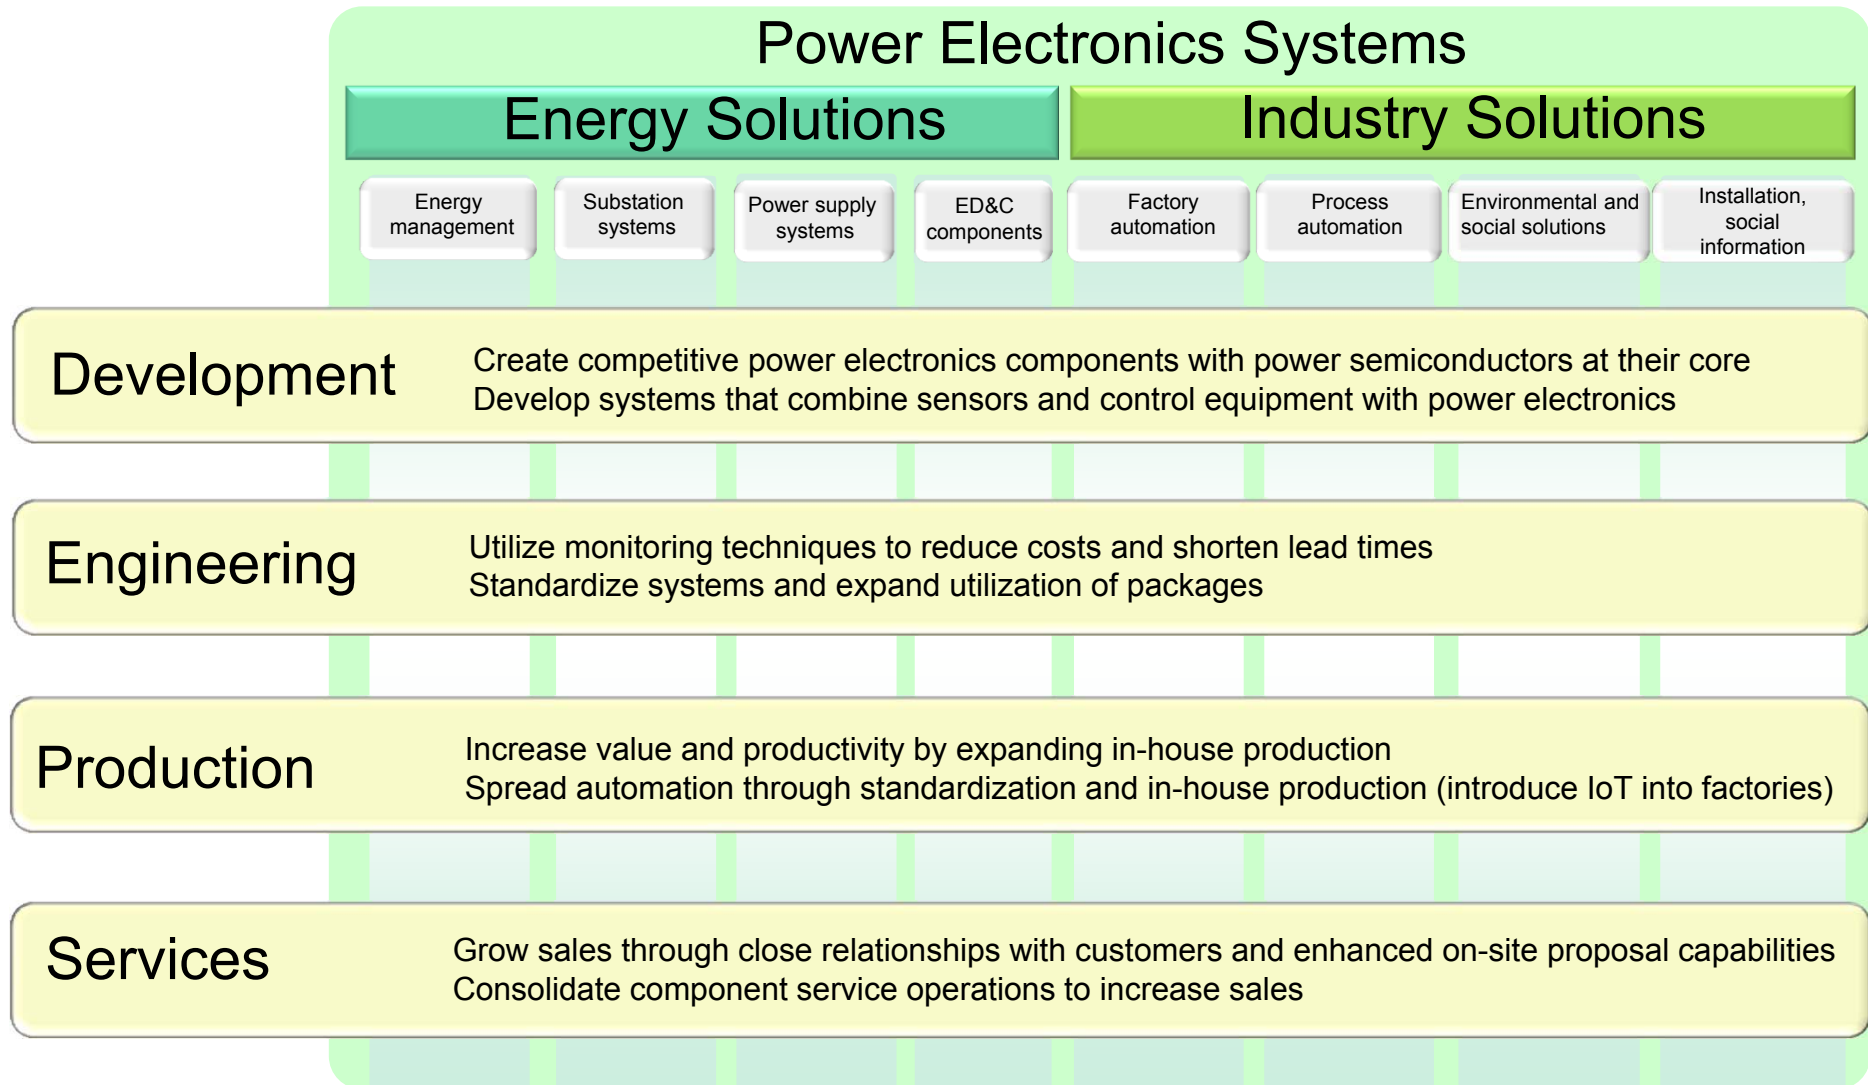 Power Electronics Systems
Energy Solutions
Industry Solutions
Energy
management
Substation
systems
Power supply
systems
ED&C
components
Factory
automation
Process
automation
Environmental and
social solutions
Installation,
social
information
Development
Create competitive power electronics components with power semiconductors at their core
Develop systems that combine sensors and control equipment with power electronics
Engineering
Utilize monitoring techniques to reduce costs and shorten lead times
Standardize systems and expand utilization of packages
Production
Increase value and productivity by expanding in-house production
Spread automation through standardization and in-house production (introduce IoT into factories)
Services
Grow sales through close relationships with customers and enhanced on-site proposal capabilities
Consolidate component service operations to increase sales